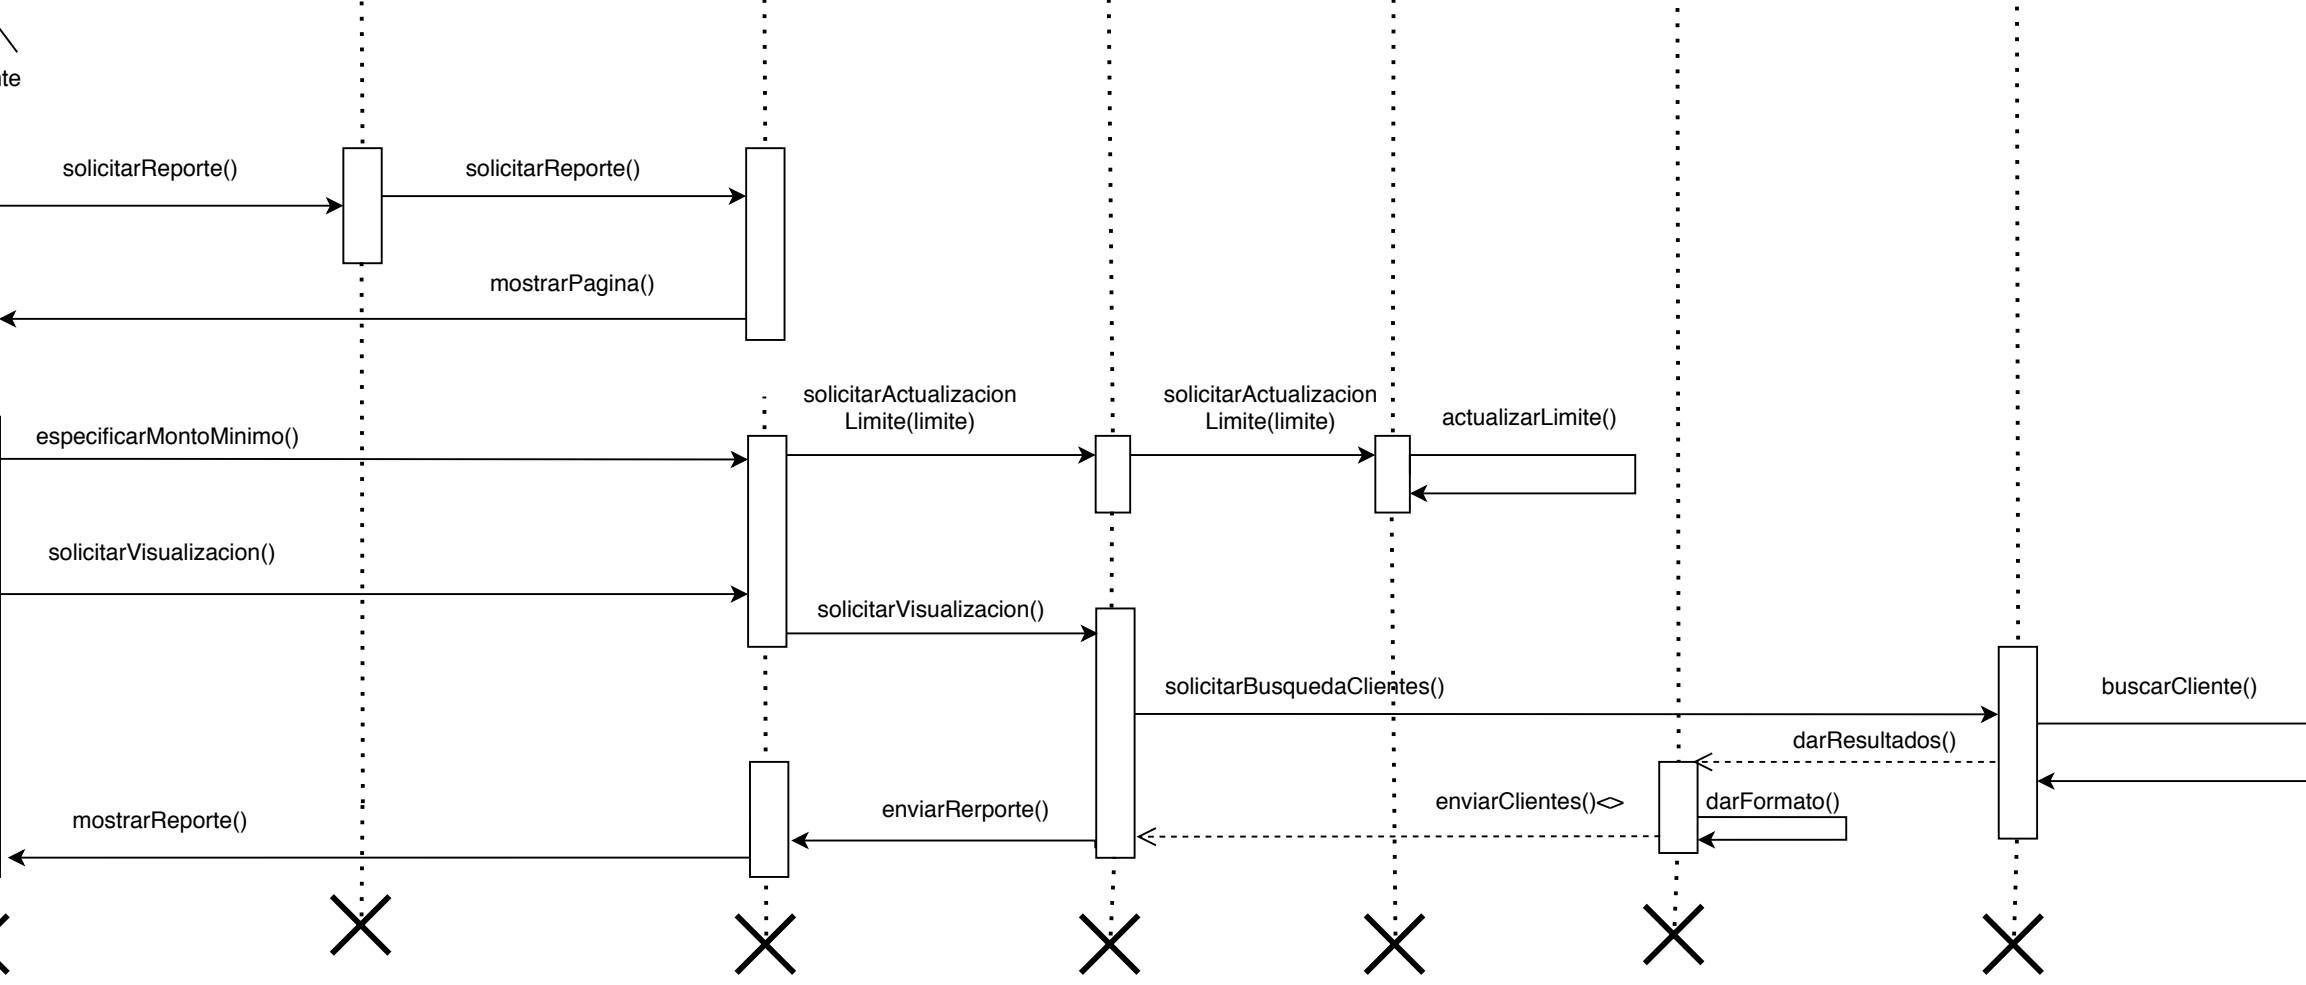 nte
solicitarReporte()
solicitarReporte()
mostrarPagina()
solicitarActualizacion
Limite(limite)
solicitarActualizacion
Limite(limite)
actualizarLimite()
especificarMontoMinimo()
solicitarVisualizacion()
solicitarVisualizacion()
solicitarBusquedaClientes()
buscarCliente()
darResultados()
enviarClientes()<>
darFormato()
enviarRerporte()
mostrarReporte()